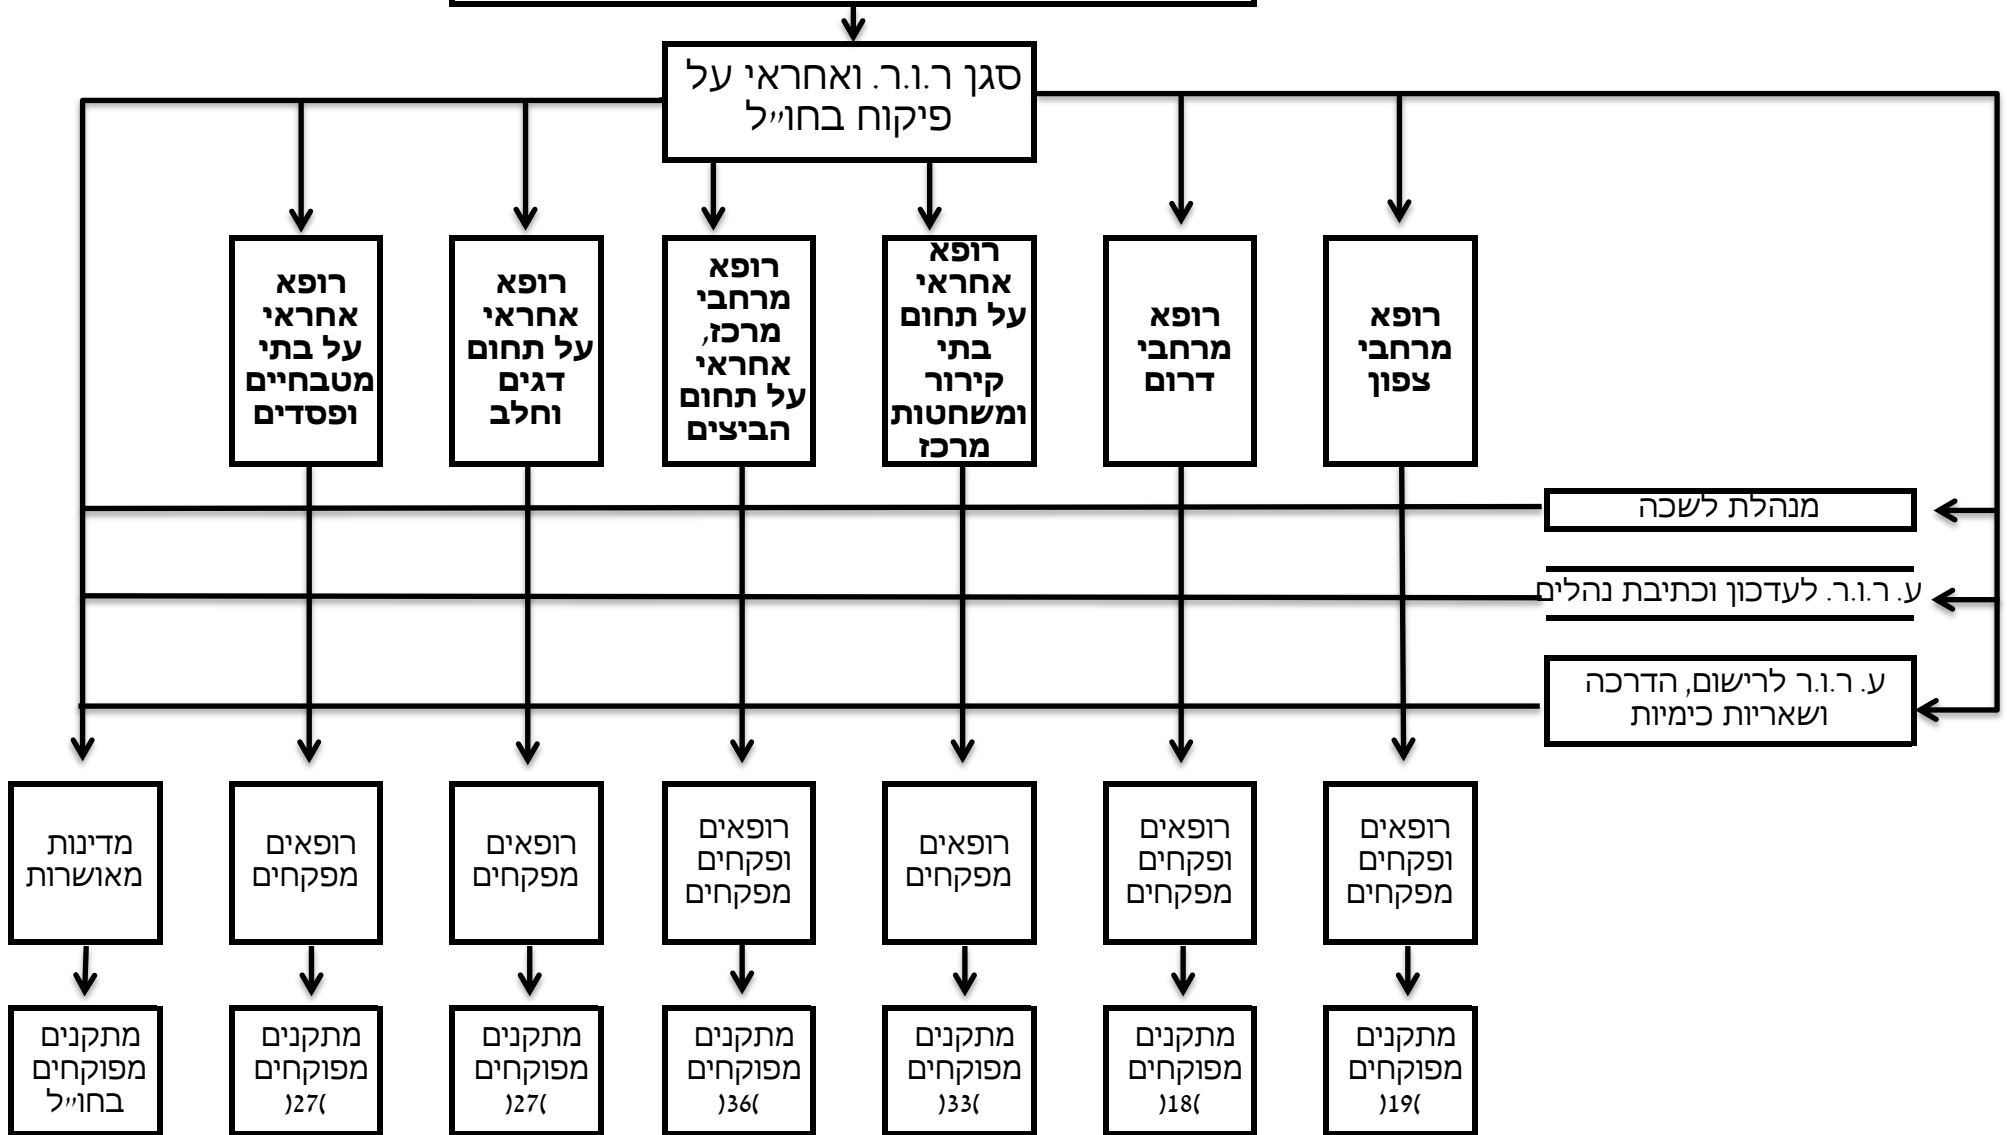 סגן ר.ו.ר. ואחראי על
פיקוח בחו״ל
רופא
מרחבי
צפון
רופא
מרחבי
דרום
רופא
אחראי
על תחום
בתי
קירור
ומשחטות
מרכז
רופא
מרחבי
מרכז,
אחראי
על תחום
הביצים
רופא
אחראי
על תחום
דגים
וחלב
רופא
אחראי
על בתי
מטבחיים
ופסדים
מנהלת לשכה
ע. ר.ו.ר. לעדכון וכתיבת נהלים
ע. ר.ו.ר לרישום, הדרכה
ושאריות כימיות
רופאים
ופקחים
מפקחים
רופאים
ופקחים
מפקחים
רופאים
מפקחים
רופאים
ופקחים
מפקחים
רופאים
מפקחים
רופאים
מפקחים
מדינות
מאושרות
מתקנים
מפוקחים
)19(
מתקנים
מפוקחים
)18(
מתקנים
מפוקחים
)33(
מתקנים
מפוקחים
)36(
מתקנים
מפוקחים
)27(
מתקנים
מפוקחים
)27(
מתקנים
מפוקחים
בחו״ל